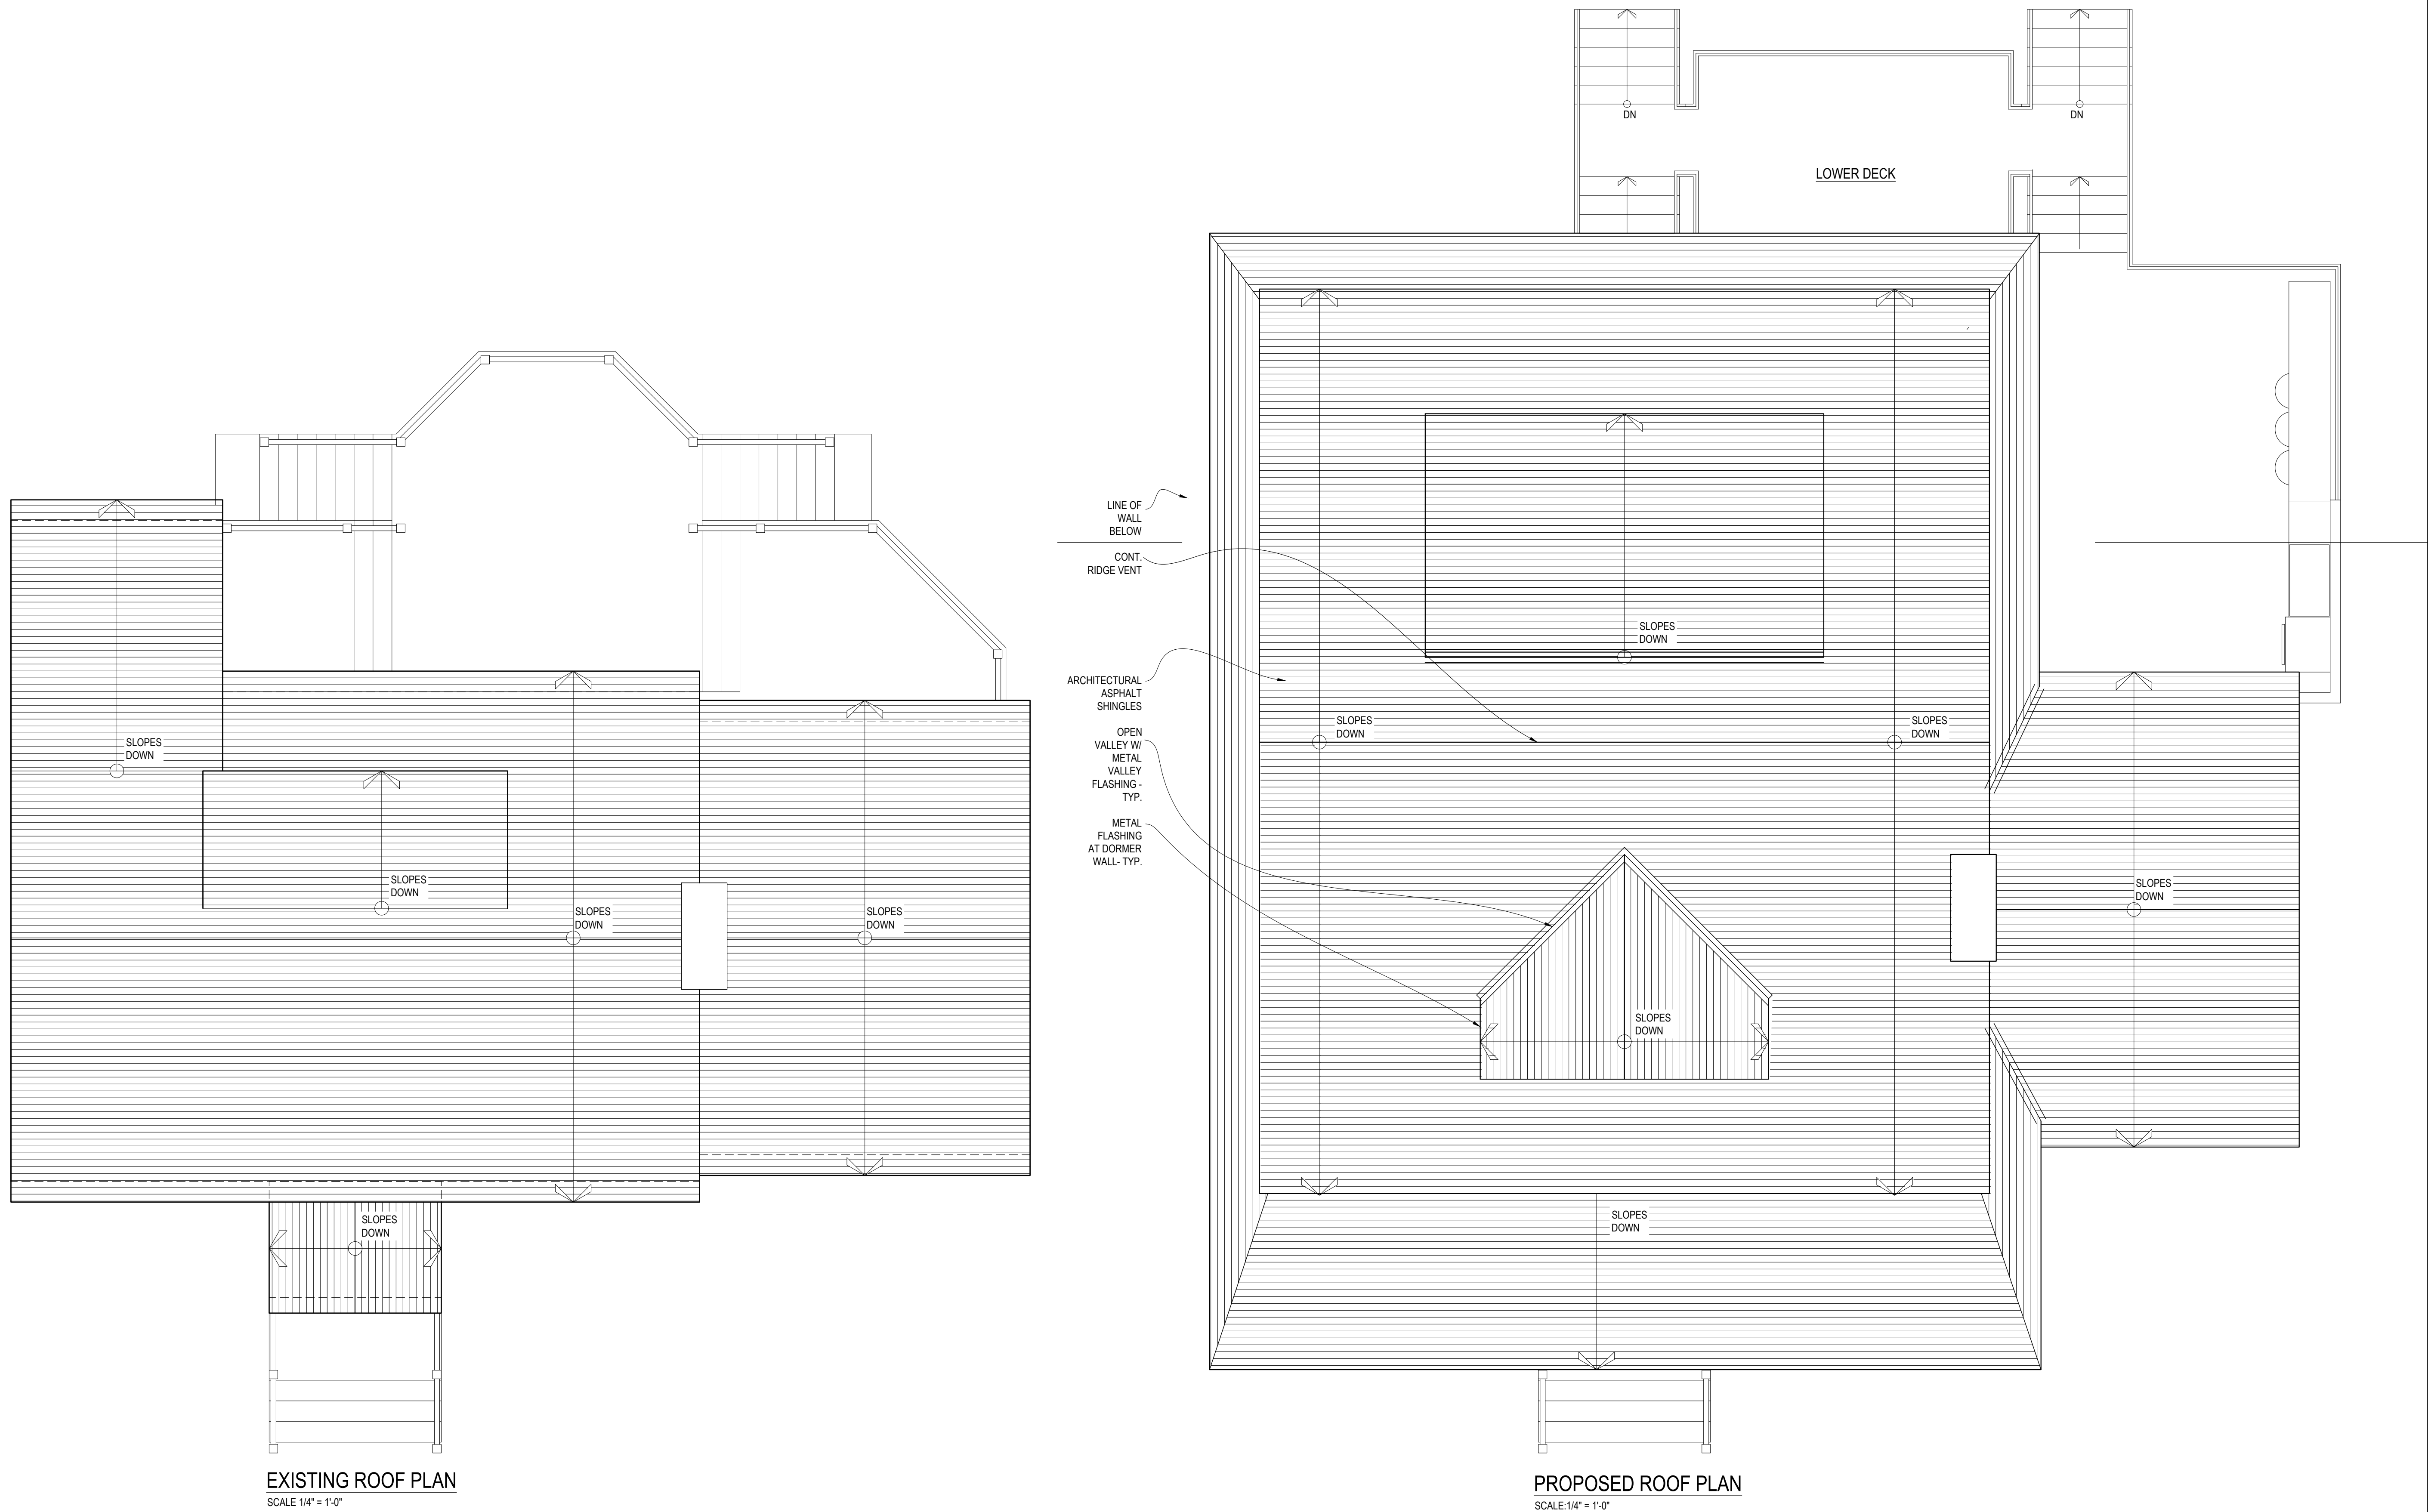 DN
DN
LOWER DECK
LINE OF
WALL
BELOW
CONT.
RIDGE VENT
ARCHITECTURAL
ASPHALT
SHINGLES
OPEN
VALLEY W/
METAL
VALLEY
FLASHING -
TYP.
METAL
FLASHING
AT DORMER
WALL- TYP.
SLOPES
DOWN
SLOPES
DOWN
SLOPES
DOWN
SLOPES
DOWN
SLOPES
DOWN
EXISTING ROOF PLAN
SCALE 1/4" = 1'-0"
SLOPES
DOWN
SLOPES
DOWN
SLOPES
DOWN
SLOPES
DOWN
SLOPES
DOWN
SLOPES
DOWN
PROPOSED ROOF PLAN
SCALE:1/4" = 1'-0"